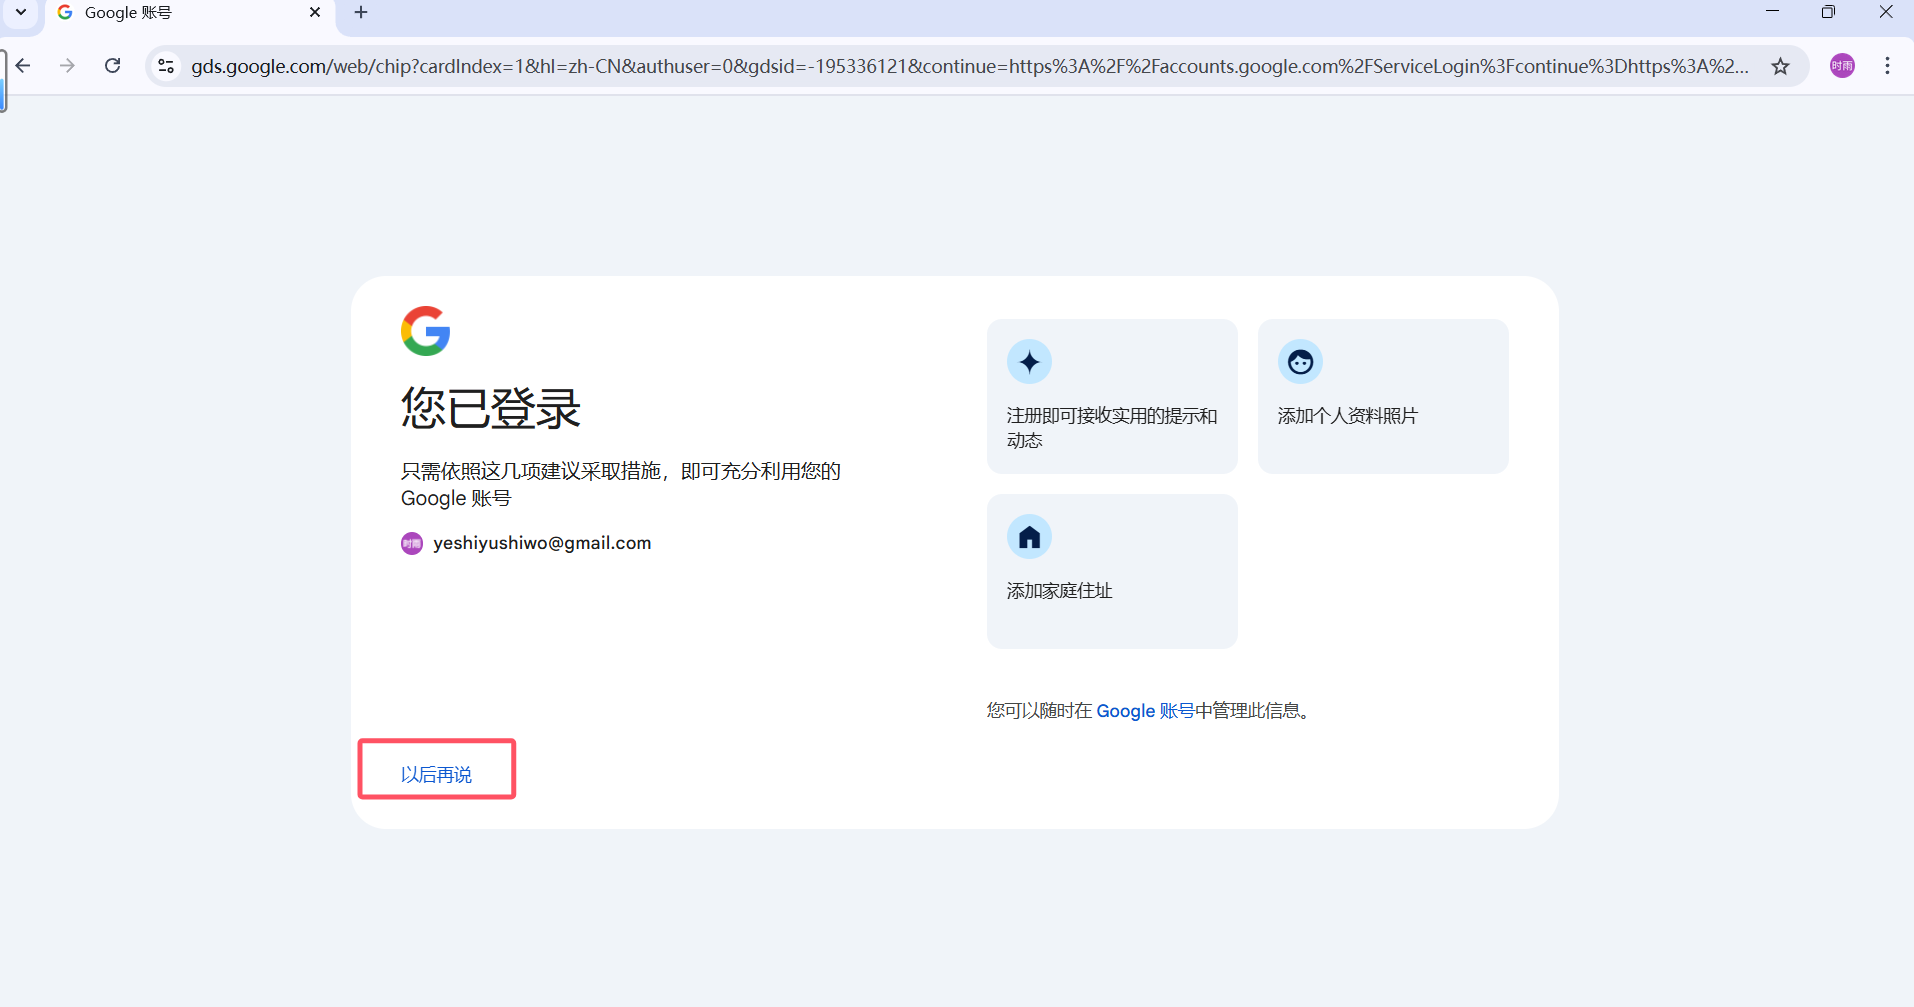 Google 账号
gds.google.com/web/chip?cardIndex=1&hl=zh-CN&authuser=0&gdsid=-195336121&continue=https%3A%2F%2Faccounts.google.com%2FServiceLogin%3Fcontinue%3Dhttps%3A%2...
时雨
您已登录
只需依照这几项建议采取措施，即可充分利用您的
Google 账号
时雨 yeshiyushiwo@gmail.com
以后再说
注册即可接收实用的提示和
动态
添加个人资料照片
添加家庭住址
您可以随时在 Google 账号中管理此信息。